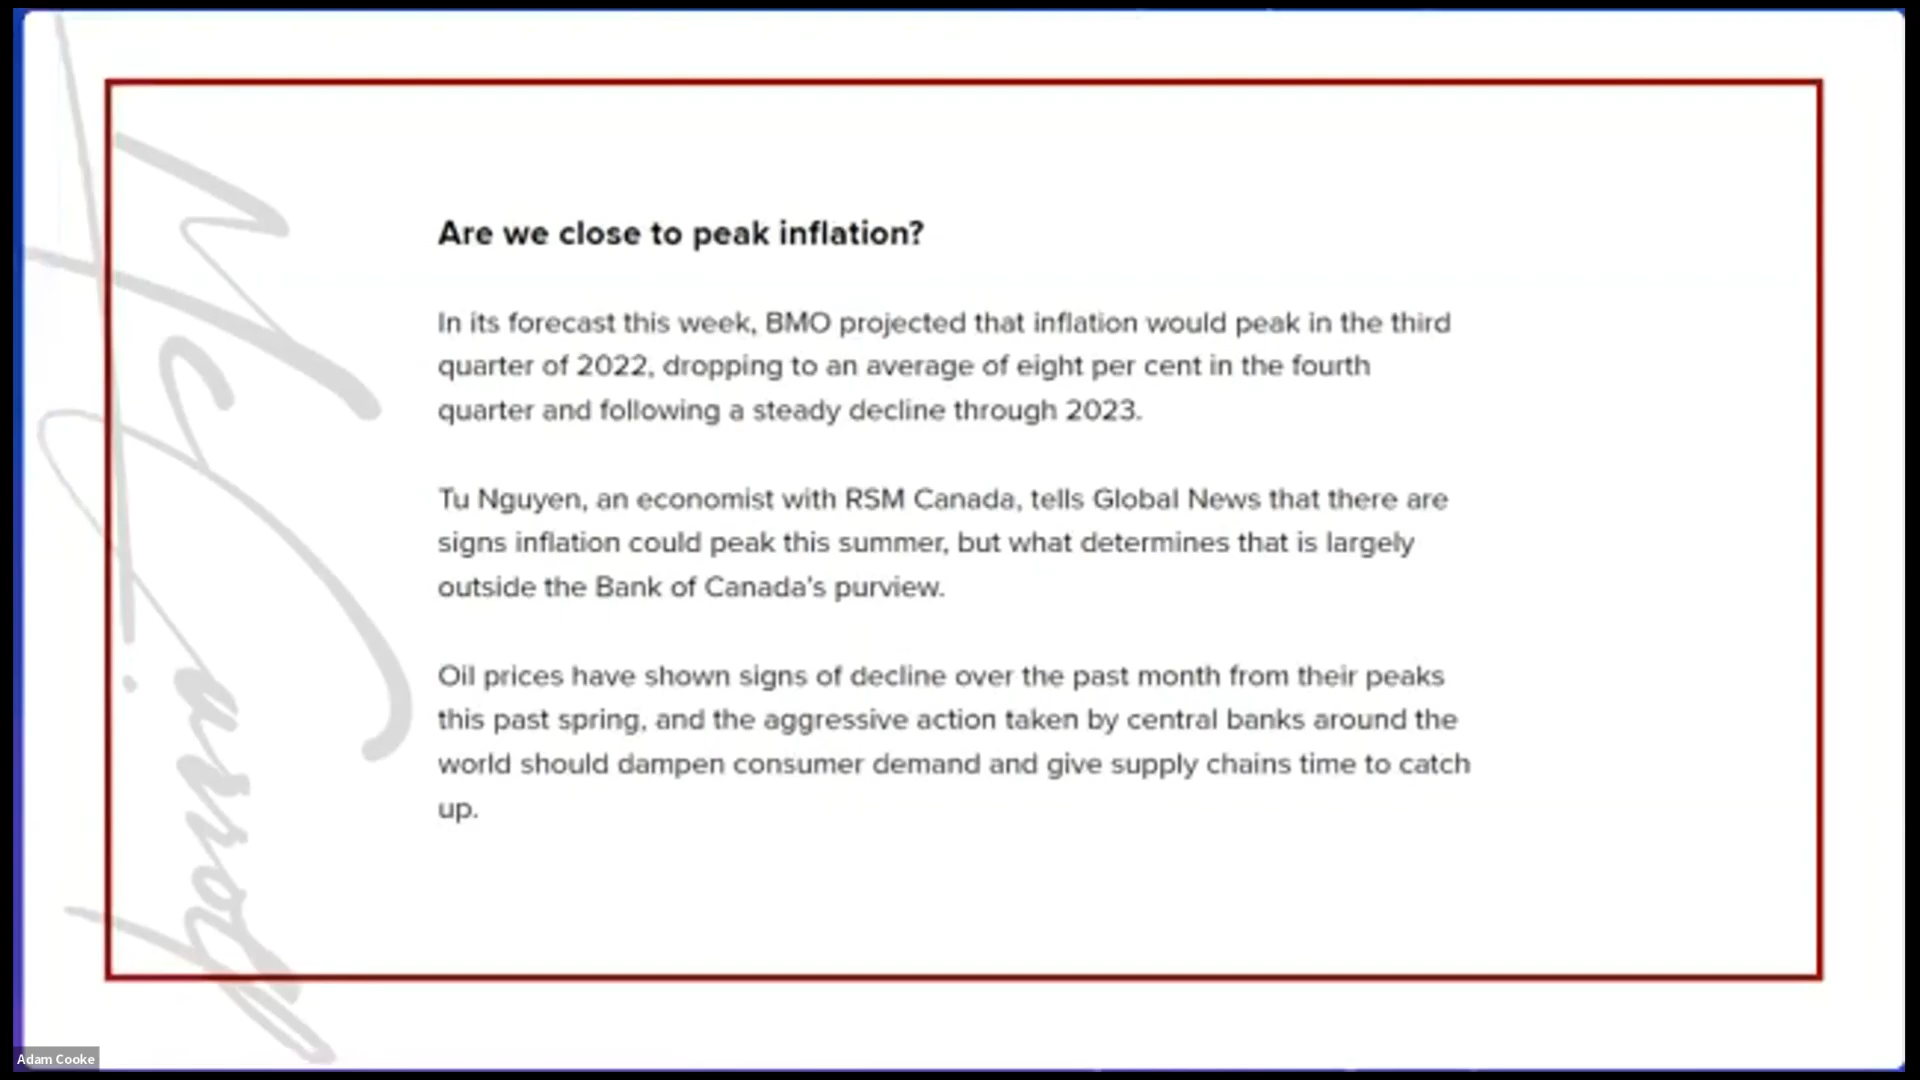 Are we close to peak inflation?
In its forecast this week, BMO projected that inflation would peak in the third
quarter of 2022, dropping to an average of eight per cent in the fourth
quarter and following a steady decline through 2023.
Tu Nguyen, an economist with RSM Canada, tells Global News that there are
signs inflation could peak this summer, but what determines that is largely
outside the Bank of Canada's purview.
Oil prices have shown signs of decline over the past month from their peaks
this past spring, and the aggressive action taken by central banks around the
world should dampen consumer demand and give supply chains time to catch
up.
Adam Cooke